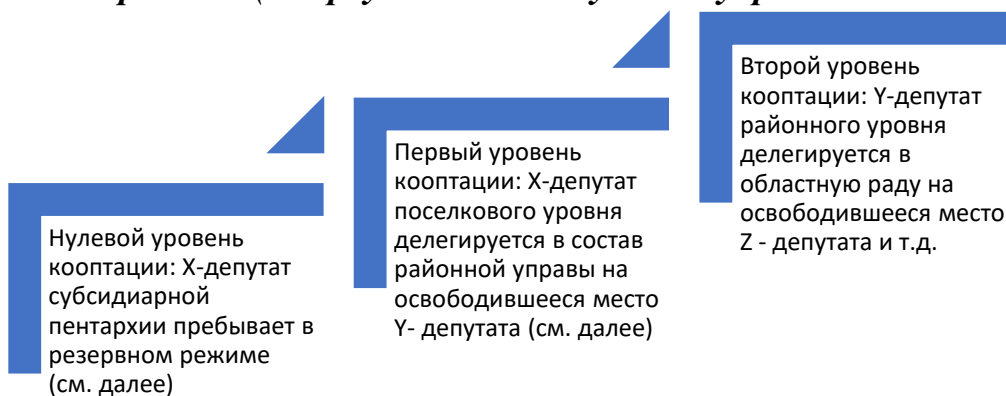 Нулевой уровень
кооптации: X-депутат
субсидиарной
пентархии пребывает в
резервном режиме
(см. далее)
Первый уровень
кооптации: X-депутат
поселкового уровня
делегируется в состав
районной управы на
освободившееся место
Y- депутата (см. далее)
Второй уровень
кооптации: Y-депутат
районного уровня
делегируется в
областную раду на
освободившееся место
Z - депутата и т.д.